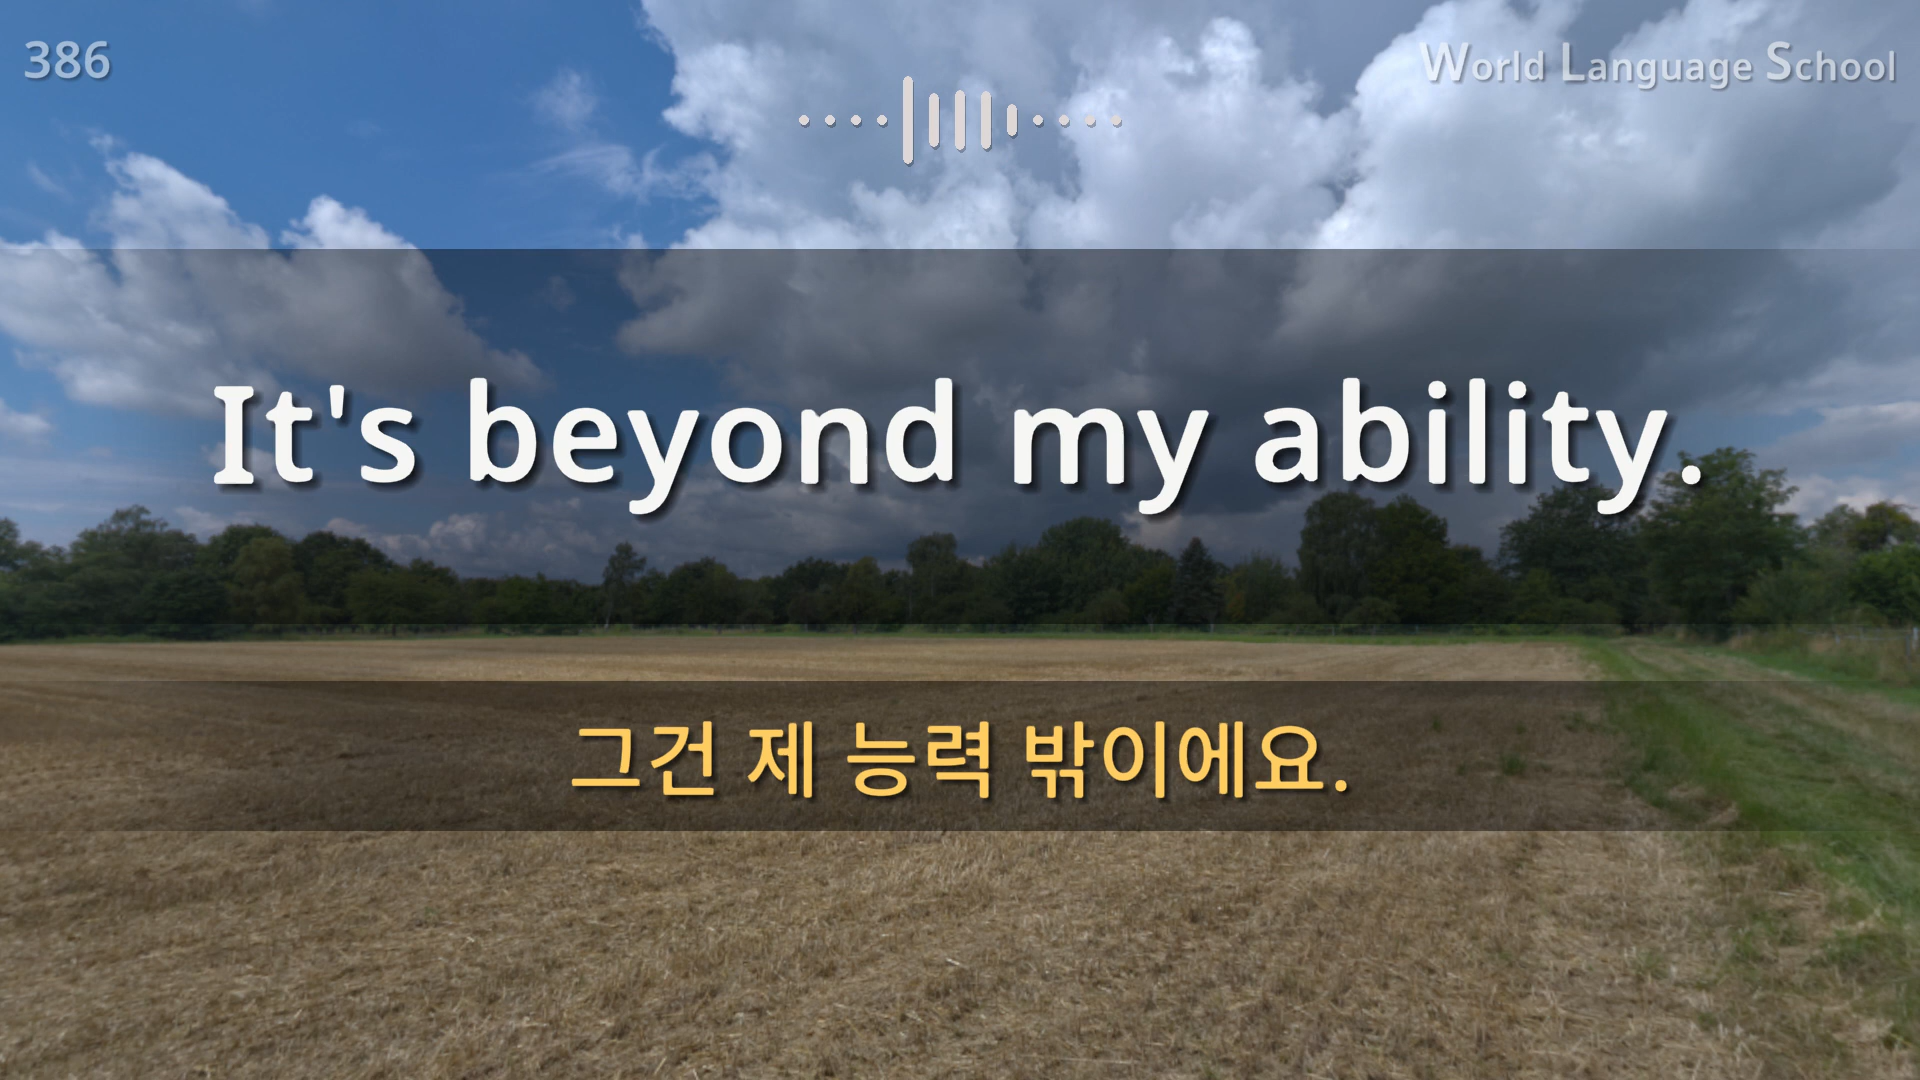 386
World Language School
It's beyond my ability.
그건 제 능력 밖이에요.